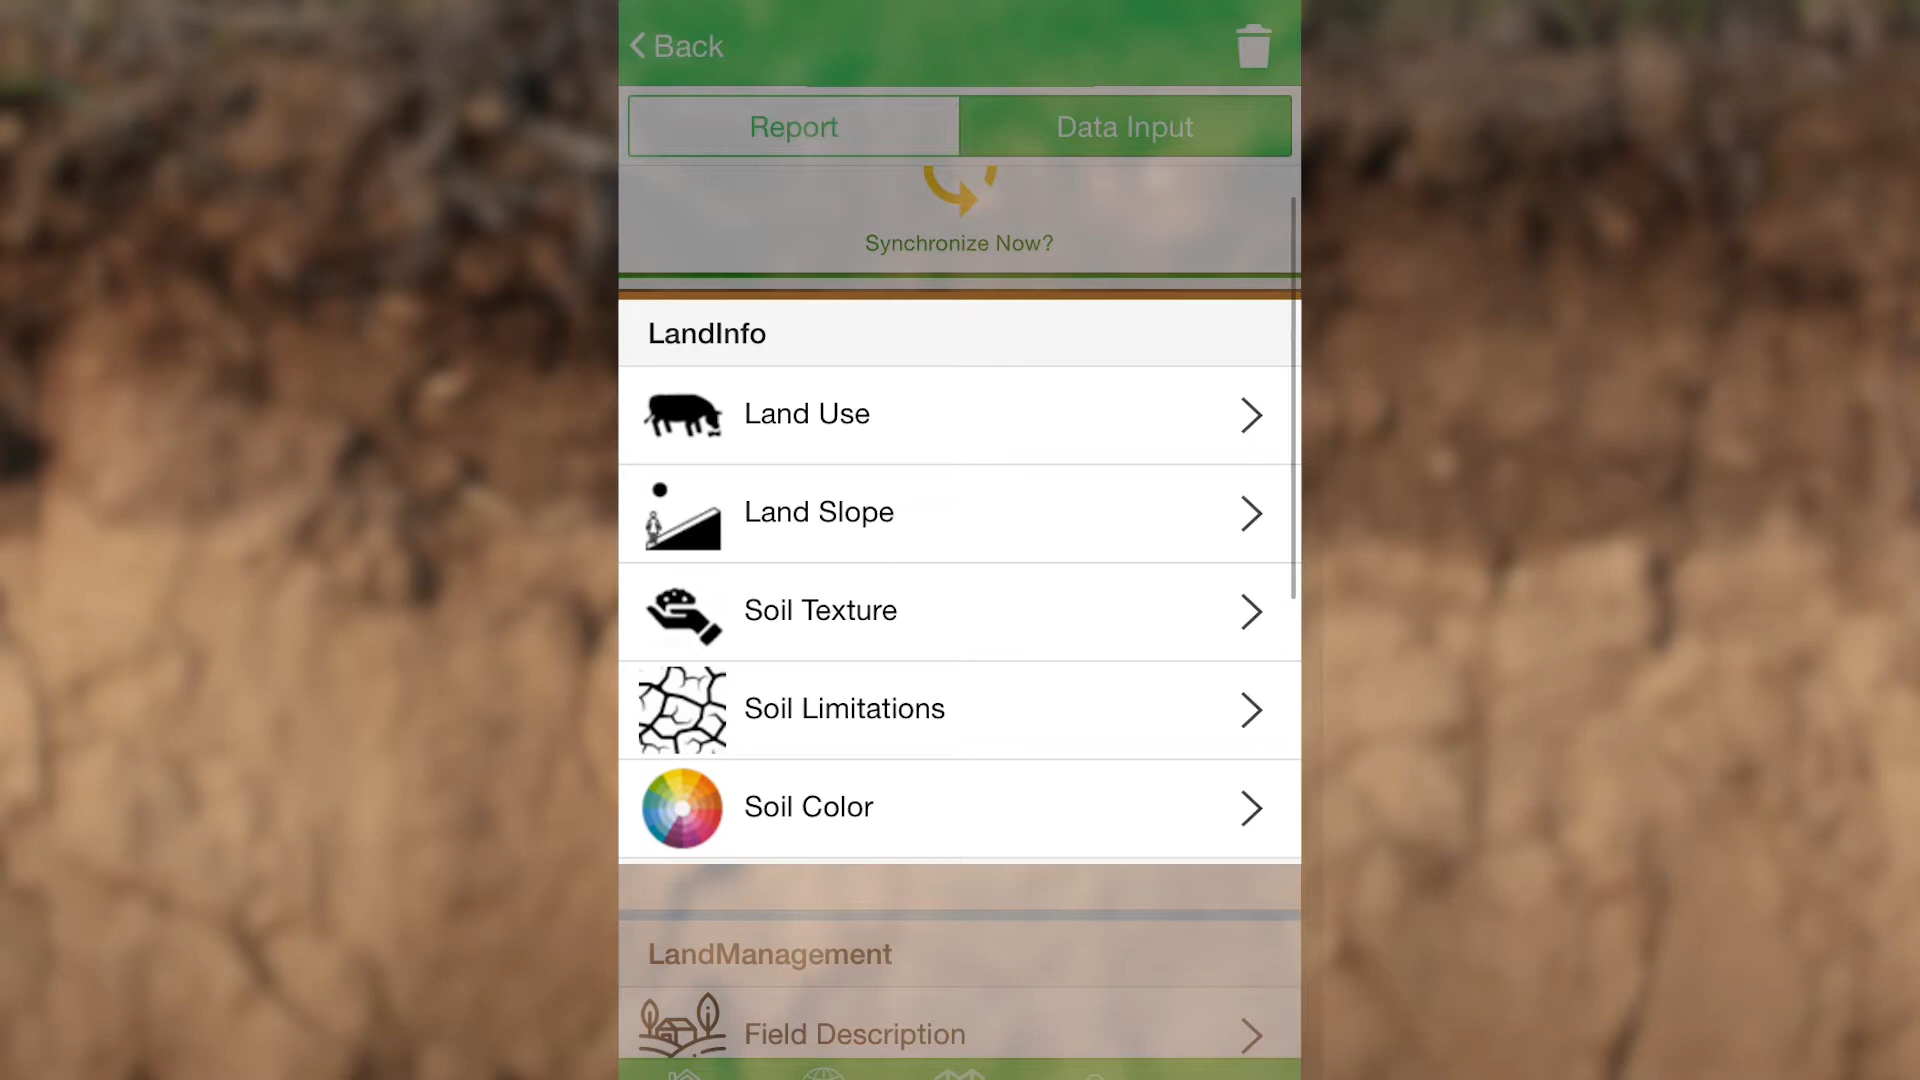 Back
Report
Data Input
Synchronize Now?
LandInfo
Land Use
Land Slope
Soil Texture
Soil Limitations
Soil Color
LandManagement
Field Description